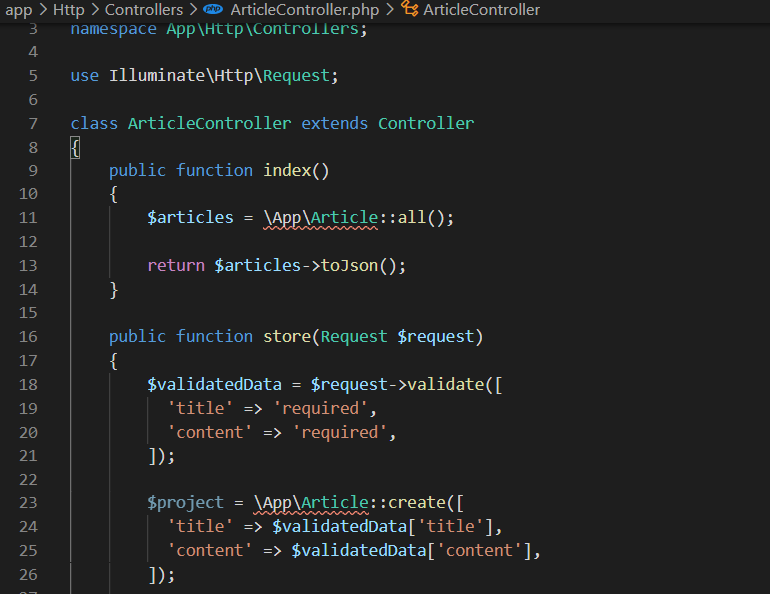 app > Http > Controllers > php ArticleController.php > ArticleController
3 namespace App\Http\Controllers;
4
5 use Illuminate\Http\Request;
6
7 class ArticleController extends Controller
8 {
9 public function index()
10 {
11 $articles = \App\Article::all();
12
13 return $articles->toJson();
14 }
15
16 public function store(Request $request)
17 {
18 $validatedData = $request->validate([
19 'title' => 'required',
20 'content' => 'required',
21 ]);
22
23 $project = \App\Article::create([
24 'title' => $validatedData['title'],
25 'content' => $validatedData['content'],
26 ]);